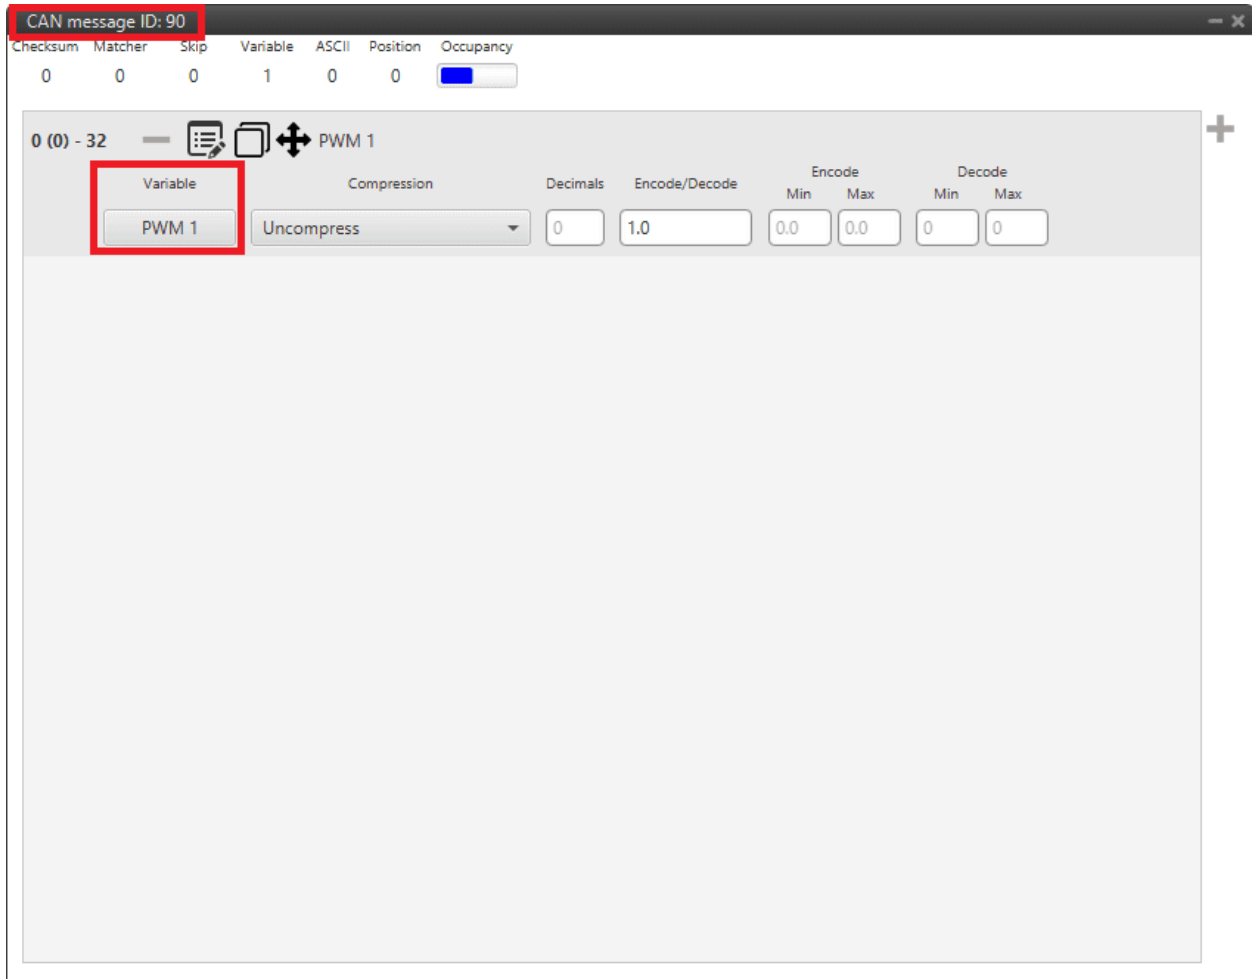 CAN message ID: 90
Checksum Matcher Skip Variable ASCII Position Occupancy
0 0 0 1 0 0
0 (0) - 32 PWM 1
Variable Compression Decimals Encode/Decode Encode Decode
Min Max Min Max
PWM 1 Uncompress 0 1.0 0.0 0.0 0 0